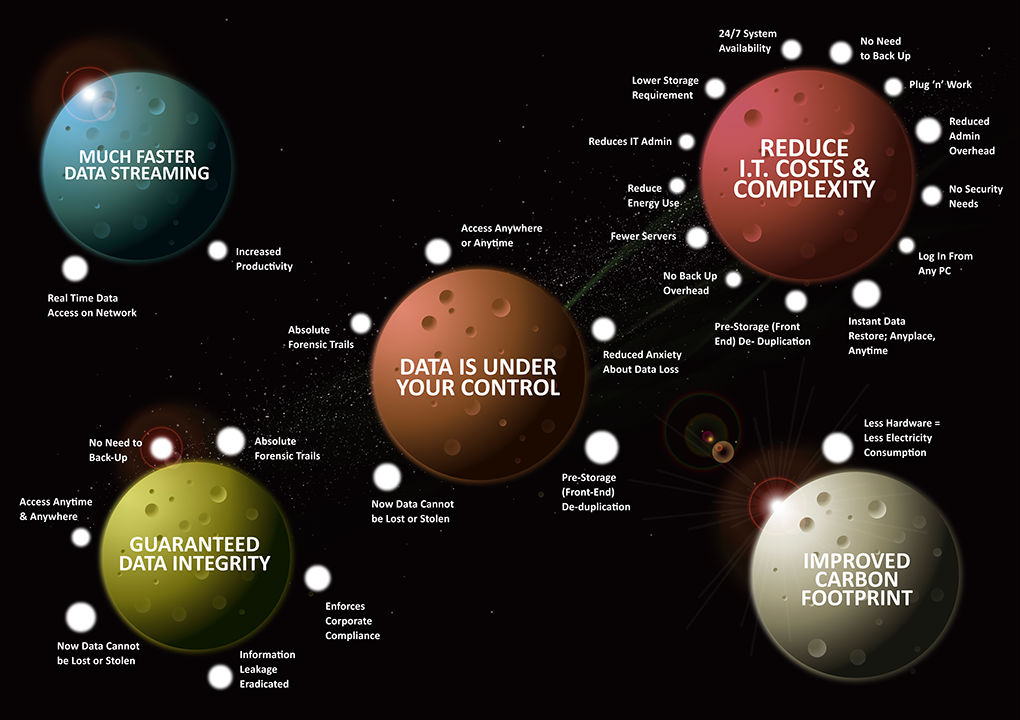 MUCH FASTER
DATA STREAMING
Real Time Data
Access on Network
Increased
Productivity
24/7 System
Availability
No Need
to Back Up
Lower Storage
Requirement
Plug ‘n’ Work
Reduces IT Admin
Reduced
Admin
Overhead
REDUCE
I.T. COSTS &
COMPLEXITY
Reduce
Energy Use
No Security
Needs
Fewer Servers
Log In From
Any PC
No Back Up
Overhead
Pre-Storage (Front
End) De- Duplication
Instant Data
Restore; Anyplace,
Anytime
Access Anywhere
or Anytime
Absolute
Forensic Trails
DATA IS UNDER
YOUR CONTROL
Reduced Anxiety
About Data Loss
Now Data Cannot
be Lost or Stolen
Pre-Storage
(Front-End)
De-duplication
No Need to
Back-Up
Absolute
Forensic Trails
Access Anytime
& Anywhere
GUARANTEED
DATA INTEGRITY
Now Data Cannot
be Lost or Stolen
Enforces
Corporate
Compliance
Information
Leakage
Eradicated
Less Hardware =
Less Electricity
Consumption
IMPROVED
CARBON
FOOTPRINT